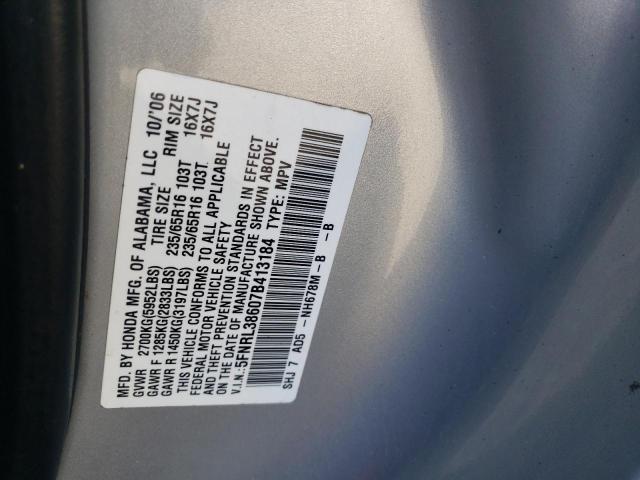 MFD. BY HONDA MFG. OF ALABAMA, LLC 10/'06
GVWR 2700KG(5952LBS) TIRE SIZE RIM SIZE
GAWR F 1285KG(2833LBS) 235/65R16 103T 16X7J
GAWR R 1450KG(3197LBS) 235/65R16 103T 16X7J
THIS VEHICLE CONFORMS TO ALL APPLICABLE
FEDERAL MOTOR VEHICLE SAFETY
AND THEFT PREVENTION STANDARDS IN EFFECT
ON THE DATE OF MANUFACTURE SHOWN ABOVE.
V.I.N.: 5FNRL38607B413184 TYPE: MPV
SHJ 7 A05 -NH678M - B - B